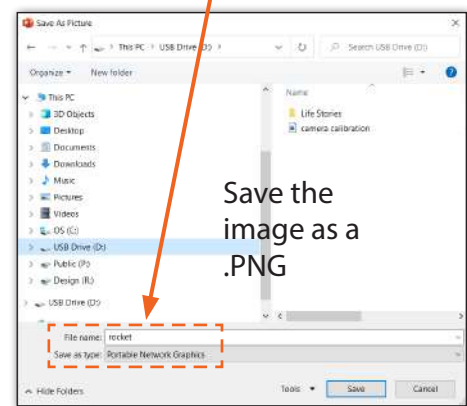 Save As Picture
This PC > USB Drive (D:) >
Search USB Drive (D:)
Organize
New folder
Name
This PC
3D Objects
Desktop
Documents
Downloads
Music
Pictures
Videos
OS (C:)
USB Drive (D:)
Public (P:)
Design (R:)
USB Drive (D:)
Life Stories
camera calibration
Save the
image as a
.PNG
File name: rocket
Save as type: Portable Network Graphics
Hide Folders
Tools
Save
Cancel